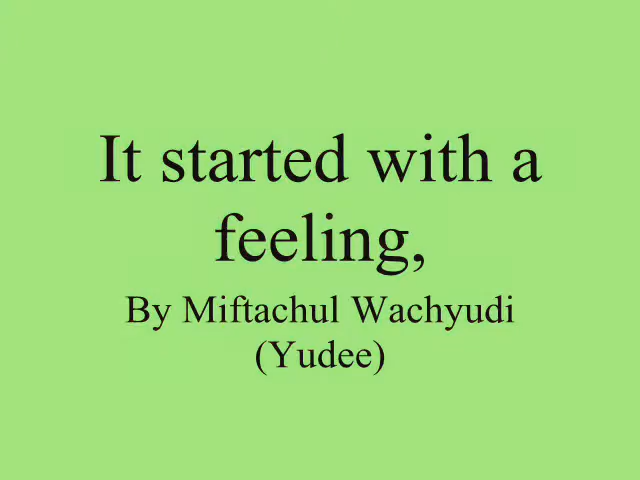 It started with a
feeling,
By Miftachul Wachyudi
(Yudee)